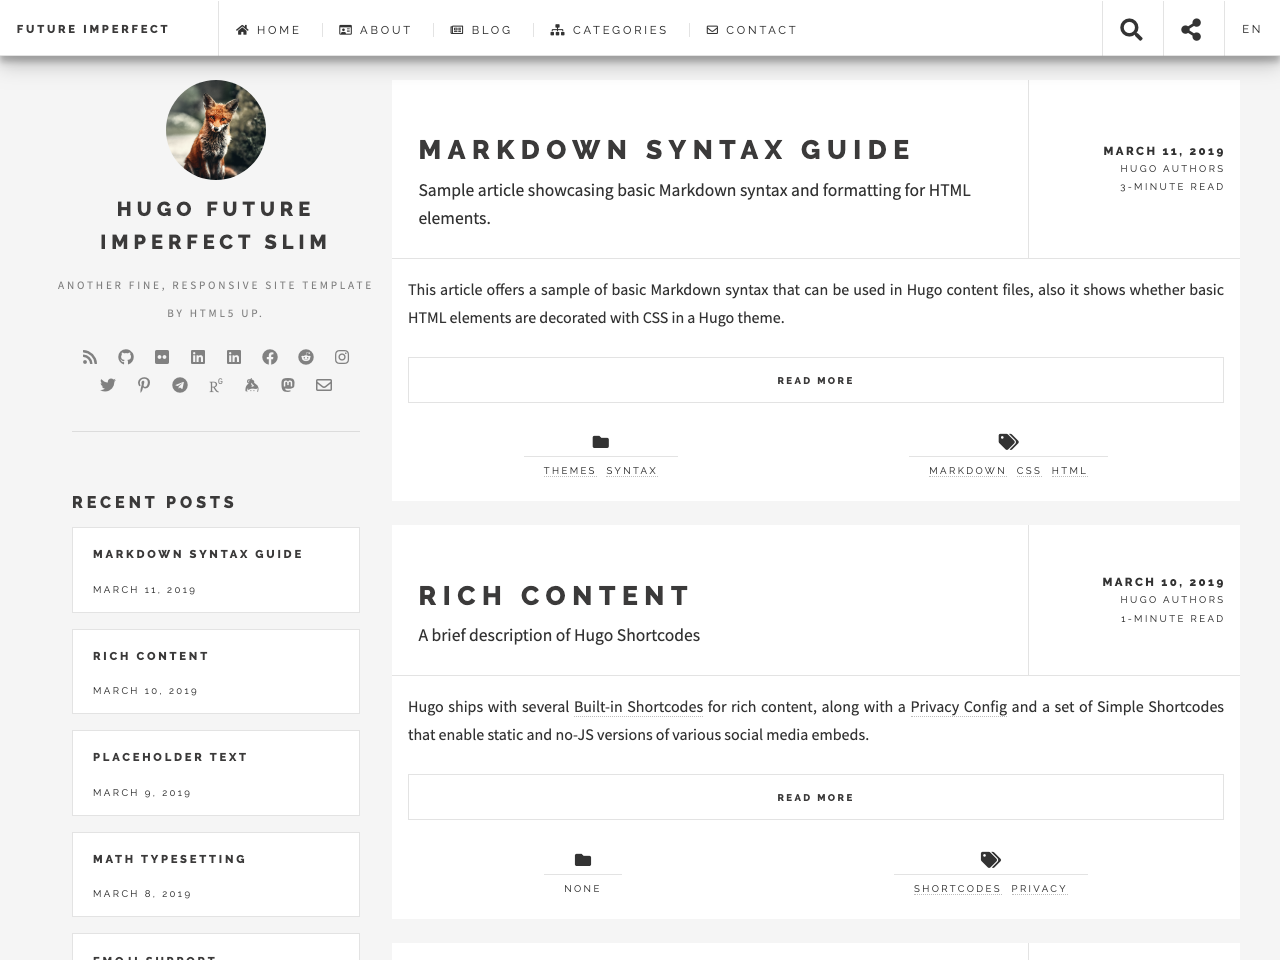 FUTURE IMPERFECT
HOME
ABOUT
BLOG
CATEGORIES
CONTACT
EN
HUGO FUTURE
IMPERFECT SLIM
ANOTHER FINE, RESPONSIVE SITE TEMPLATE
BY HTML5 UP.
RECENT POSTS
MARKDOWN SYNTAX GUIDE
MARCH 11, 2019
RICH CONTENT
MARCH 10, 2019
PLACEHOLDER TEXT
MARCH 9, 2019
MATH TYPESETTING
MARCH 8, 2019
EMOJI SUPPORT
MARKDOWN SYNTAX GUIDE
Sample article showcasing basic Markdown syntax and formatting for HTML
elements.
MARCH 11, 2019
HUGO AUTHORS
3-MINUTE READ
This article offers a sample of basic Markdown syntax that can be used in Hugo content files, also it shows whether basic
HTML elements are decorated with CSS in a Hugo theme.
READ MORE
THEMES SYNTAX
MARKDOWN CSS HTML
RICH CONTENT
A brief description of Hugo Shortcodes
MARCH 10, 2019
HUGO AUTHORS
1-MINUTE READ
Hugo ships with several Built-in Shortcodes for rich content, along with a Privacy Config and a set of Simple Shortcodes
that enable static and no-JS versions of various social media embeds.
READ MORE
NONE
SHORTCODES PRIVACY